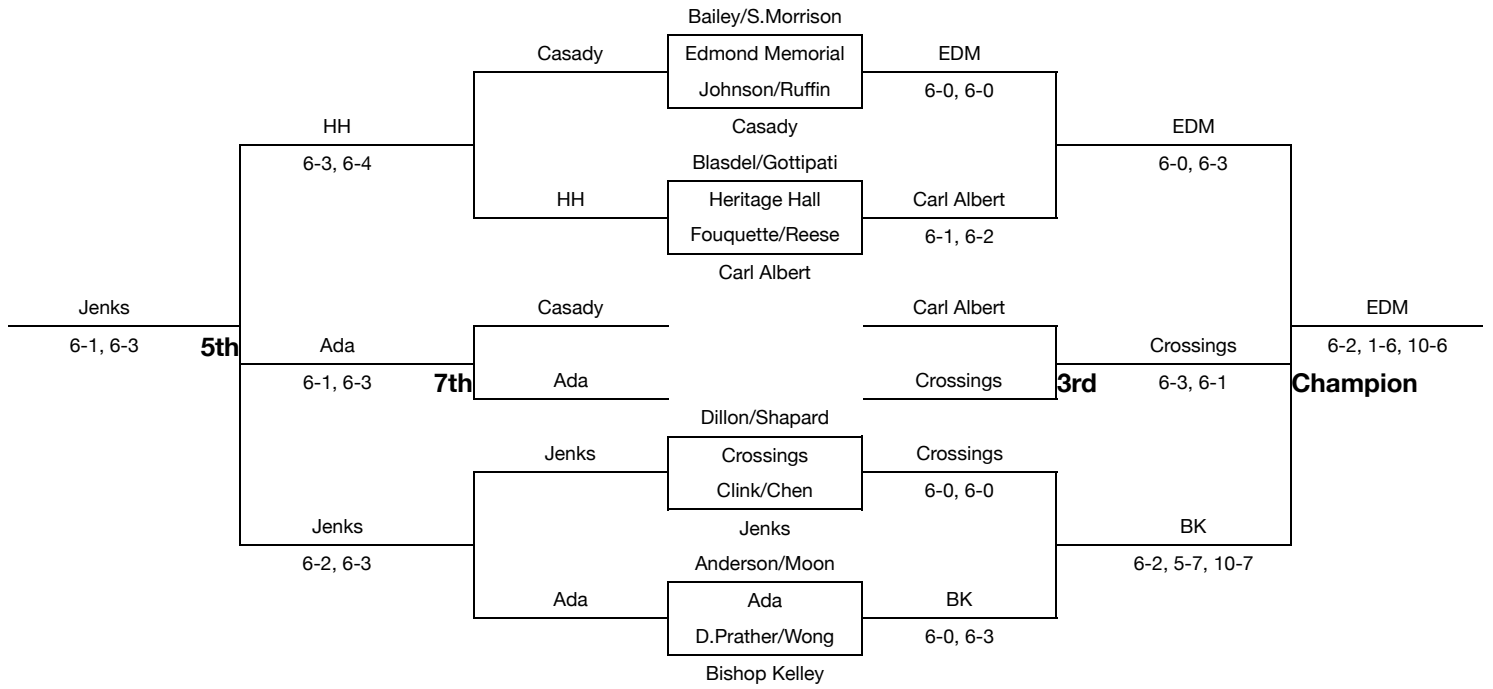 Bailey/S.Morrison
Casady Edmond Memorial EDM
Johnson/Ruffin 6-0, 6-0
HH Casady EDM
6-3, 6-4 Blasdel/Gottipati 6-0, 6-3
HH Heritage Hall Carl Albert
Fouquette/Reese 6-1, 6-2
Carl Albert
Jenks Casady Carl Albert EDM
6-1, 6-3 5th Ada Crossings 6-2, 1-6, 10-6
6-1, 6-3 7th Ada Crossings 3rd 6-3, 6-1 Champion
Dillon/Shapard
Jenks Crossings Crossings
Clink/Chen 6-0, 6-0
Jenks Jenks BK
6-2, 6-3 Anderson/Moon 6-2, 5-7, 10-7
Ada Ada BK
D.Prather/Wong 6-0, 6-3
Bishop Kelley